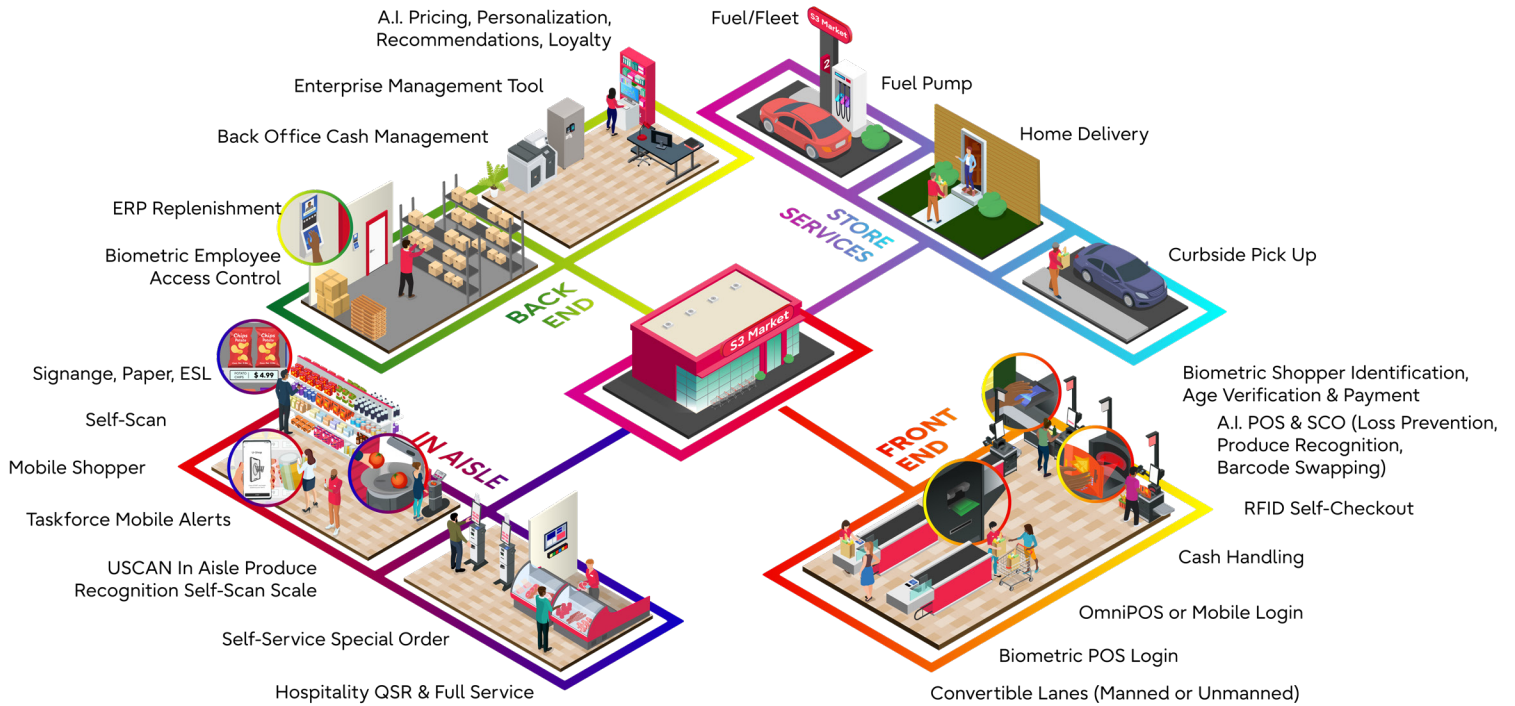 A.I. Pricing, Personalization,
Recommendations, Loyalty
Enterprise Management Tool
Back Office Cash Management
ERP Replenishment
Biometric Employee
Access Control
BACK
END
Fuel/Fleet
S3 Market
2
Fuel Pump
Home Delivery
Curbside Pick Up
STORE
SERVICES
S3 Market
Signange, Paper, ESL
Chips
Chips
$ 4.99
Self-Scan
Mobile Shopper
Taskforce Mobile Alerts
USCAN In Aisle Produce
Recognition Self-Scan Scale
Self-Service Special Order
Hospitality QSR & Full Service
IN AISLE
FRONT
END
Biometric Shopper Identification,
Age Verification & Payment
A.I. POS & SCO (Loss Prevention,
Produce Recognition,
Barcode Swapping)
RFID Self-Checkout
Cash Handling
OmniPOS or Mobile Login
Biometric POS Login
Convertible Lanes (Manned or Unmanned)